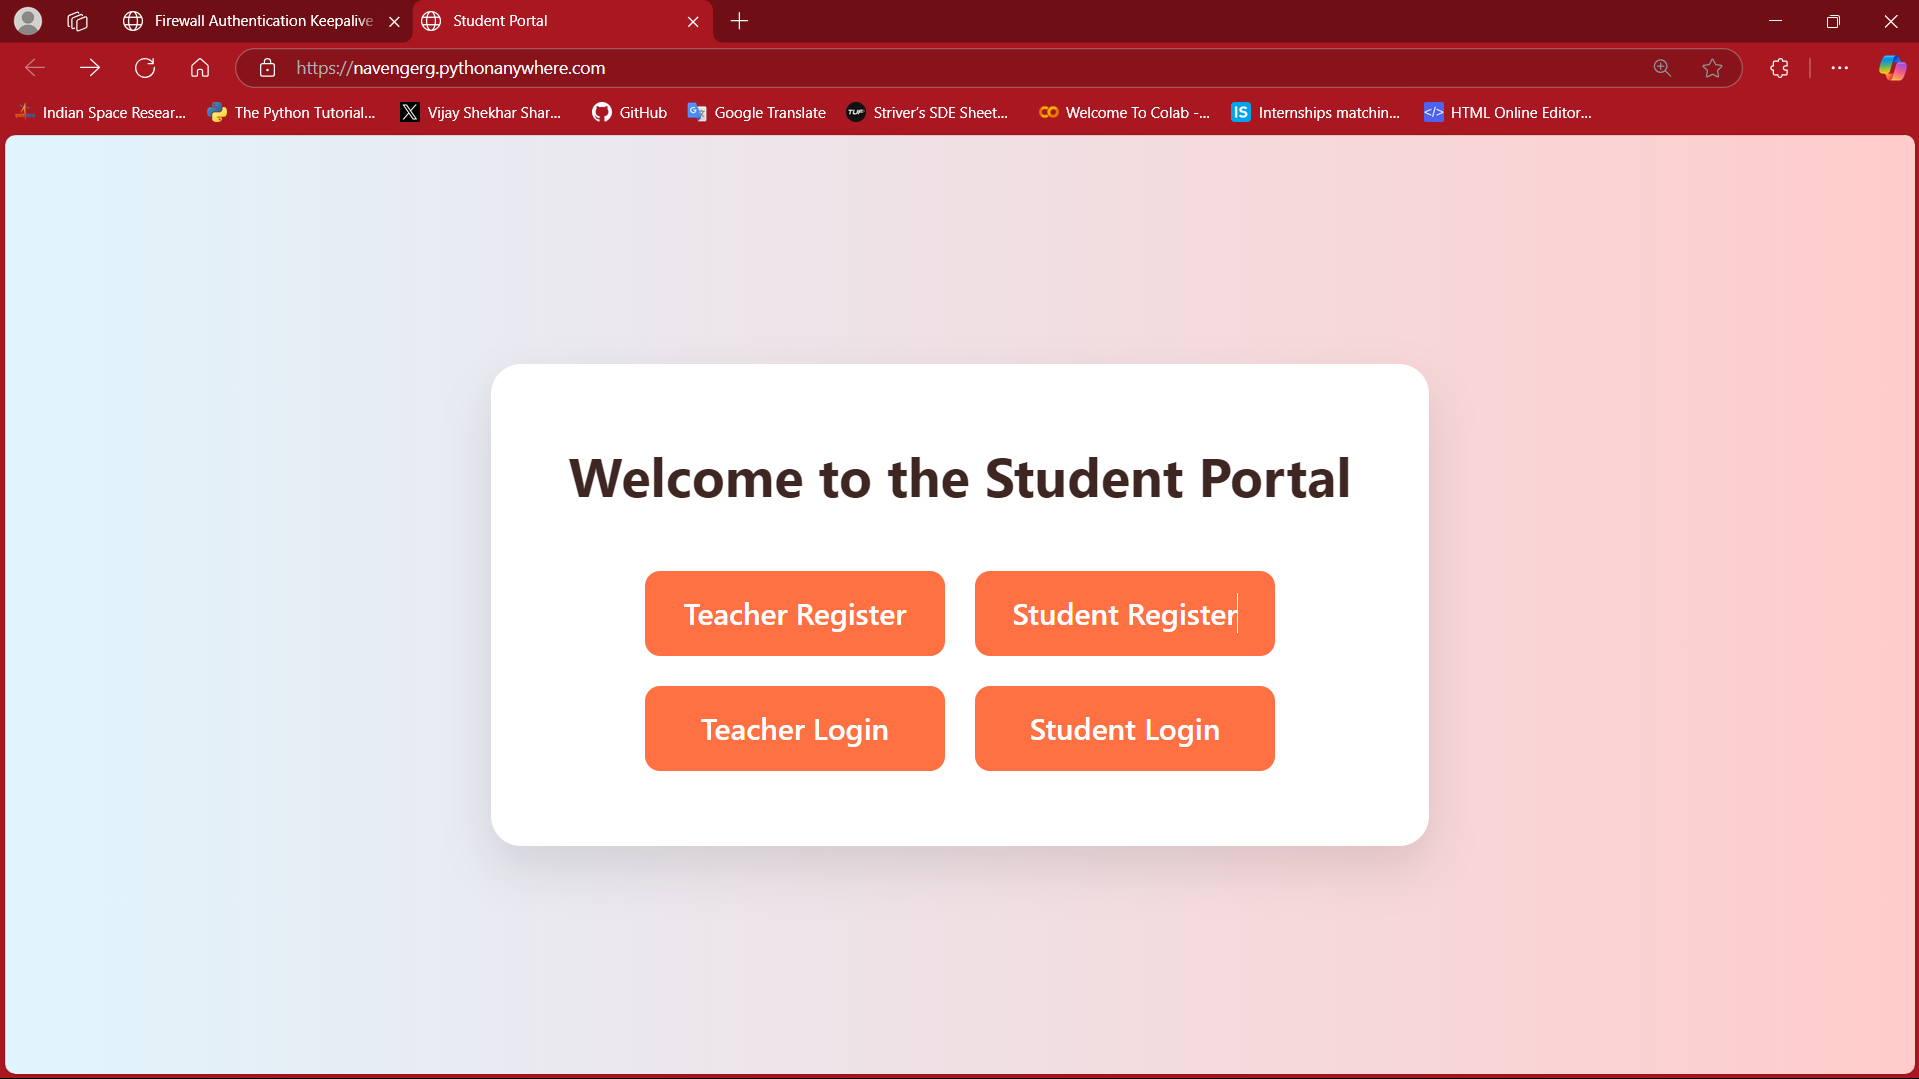 Firewall Authentication Keepalive
Student Portal
https://navengerg.pythonanywhere.com
Indian Space Resear...
The Python Tutorial...
Vijay Shekhar Shar...
GitHub
Google Translate
TUF
Striver's SDE Sheet...
Welcome To Colab -...
IS
Internships matchin...
</>
HTML Online Editor...
Welcome to the Student Portal
Teacher Register
Student Register
Teacher Login
Student Login